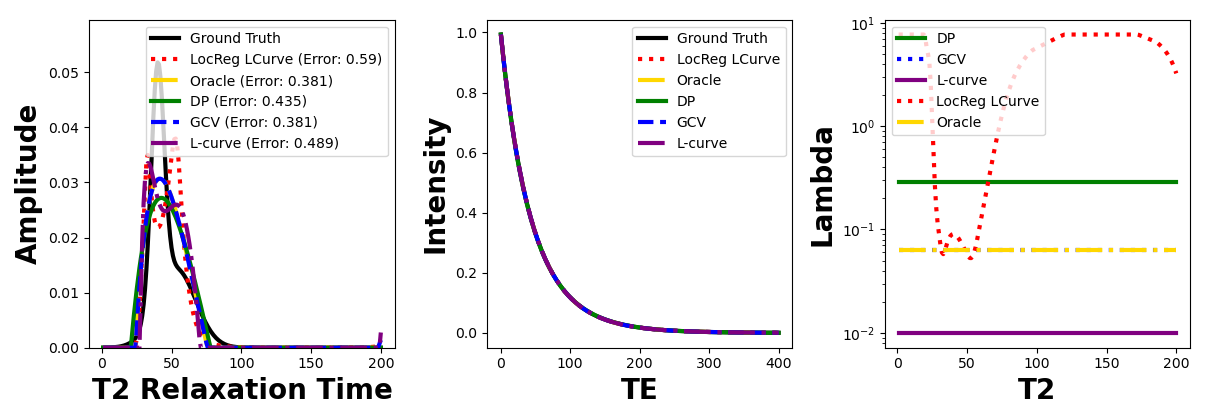 Amplitude
0.05
0.04
0.03
0.02
0.01
0.00
0
50
100
150
200
T2 Relaxation Time
Ground Truth
LocReg LCurve (Error: 0.59)
Oracle (Error: 0.381)
DP (Error: 0.435)
GCV (Error: 0.381)
L-curve (Error: 0.489)
Intensity
1.0
0.8
0.6
0.4
0.2
0.0
0
100
200
300
400
TE
Ground Truth
LocReg LCurve
Oracle
DP
GCV
L-curve
Lambda
10¹
10⁰
10⁻¹
10⁻²
0
50
100
150
200
T2
DP
GCV
L-curve
LocReg LCurve
Oracle